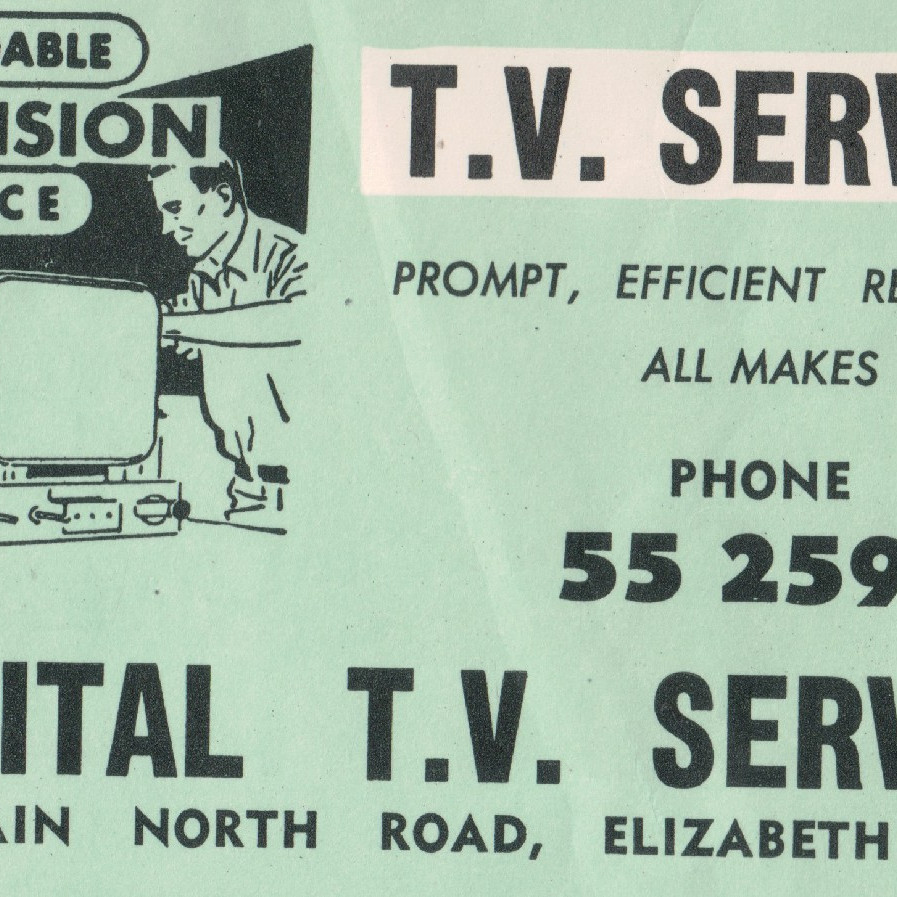 ABLE
ISION
CE
T.V. SERV
PROMPT, EFFICIENT RE
ALL MAKES
PHONE
55 259
ITAL T.V. SERV
AIN NORTH ROAD, ELIZABETH